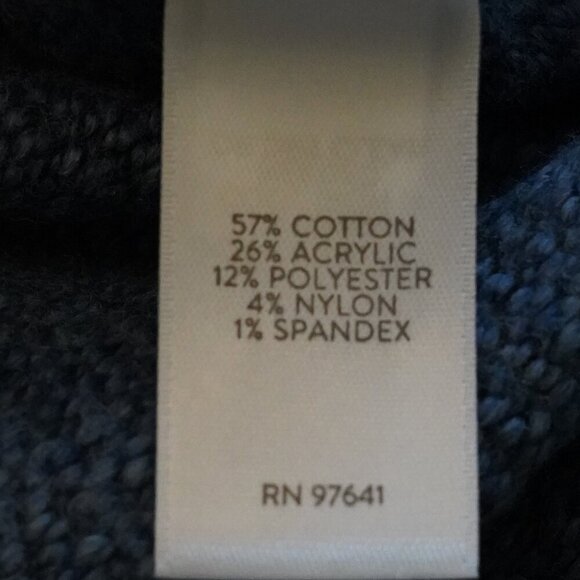 57% COTTON
26% ACRYLIC
12% POLYESTER
4% NYLON
1% SPANDEX
RN 97641